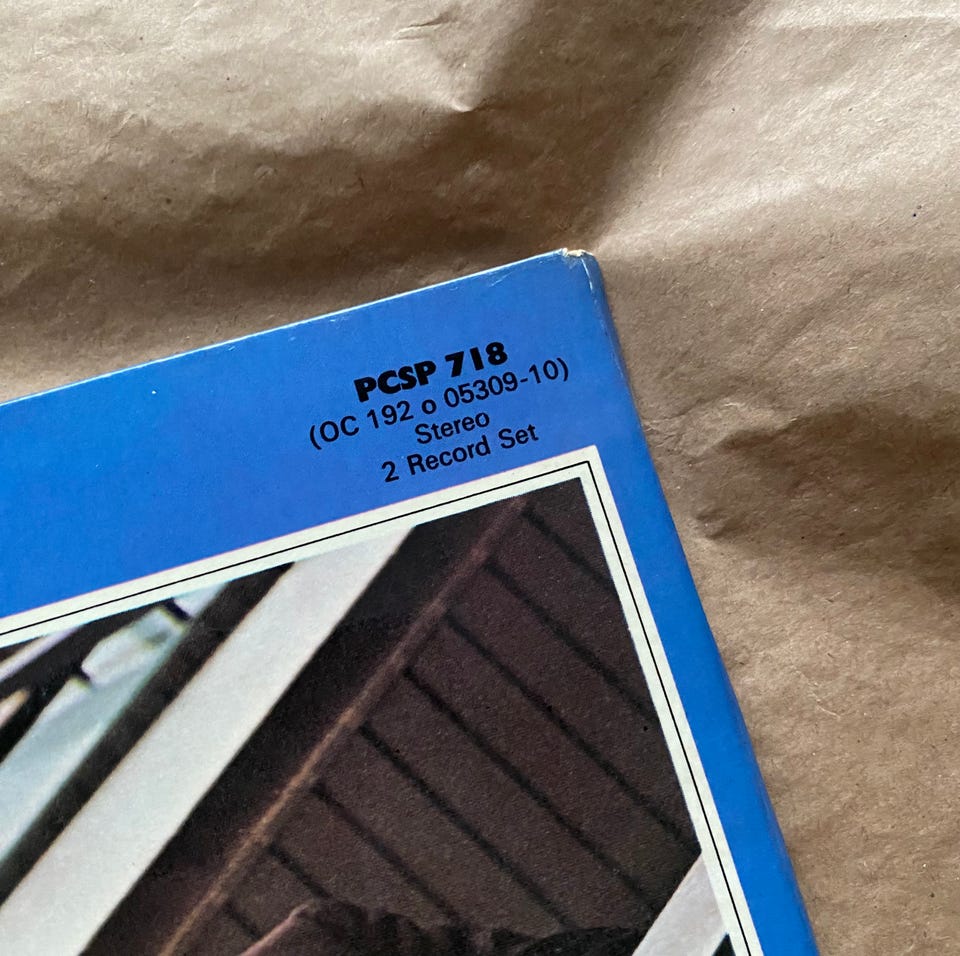 PCSP 718
(OC 192 o 05309-10)
Stereo
2 Record Set